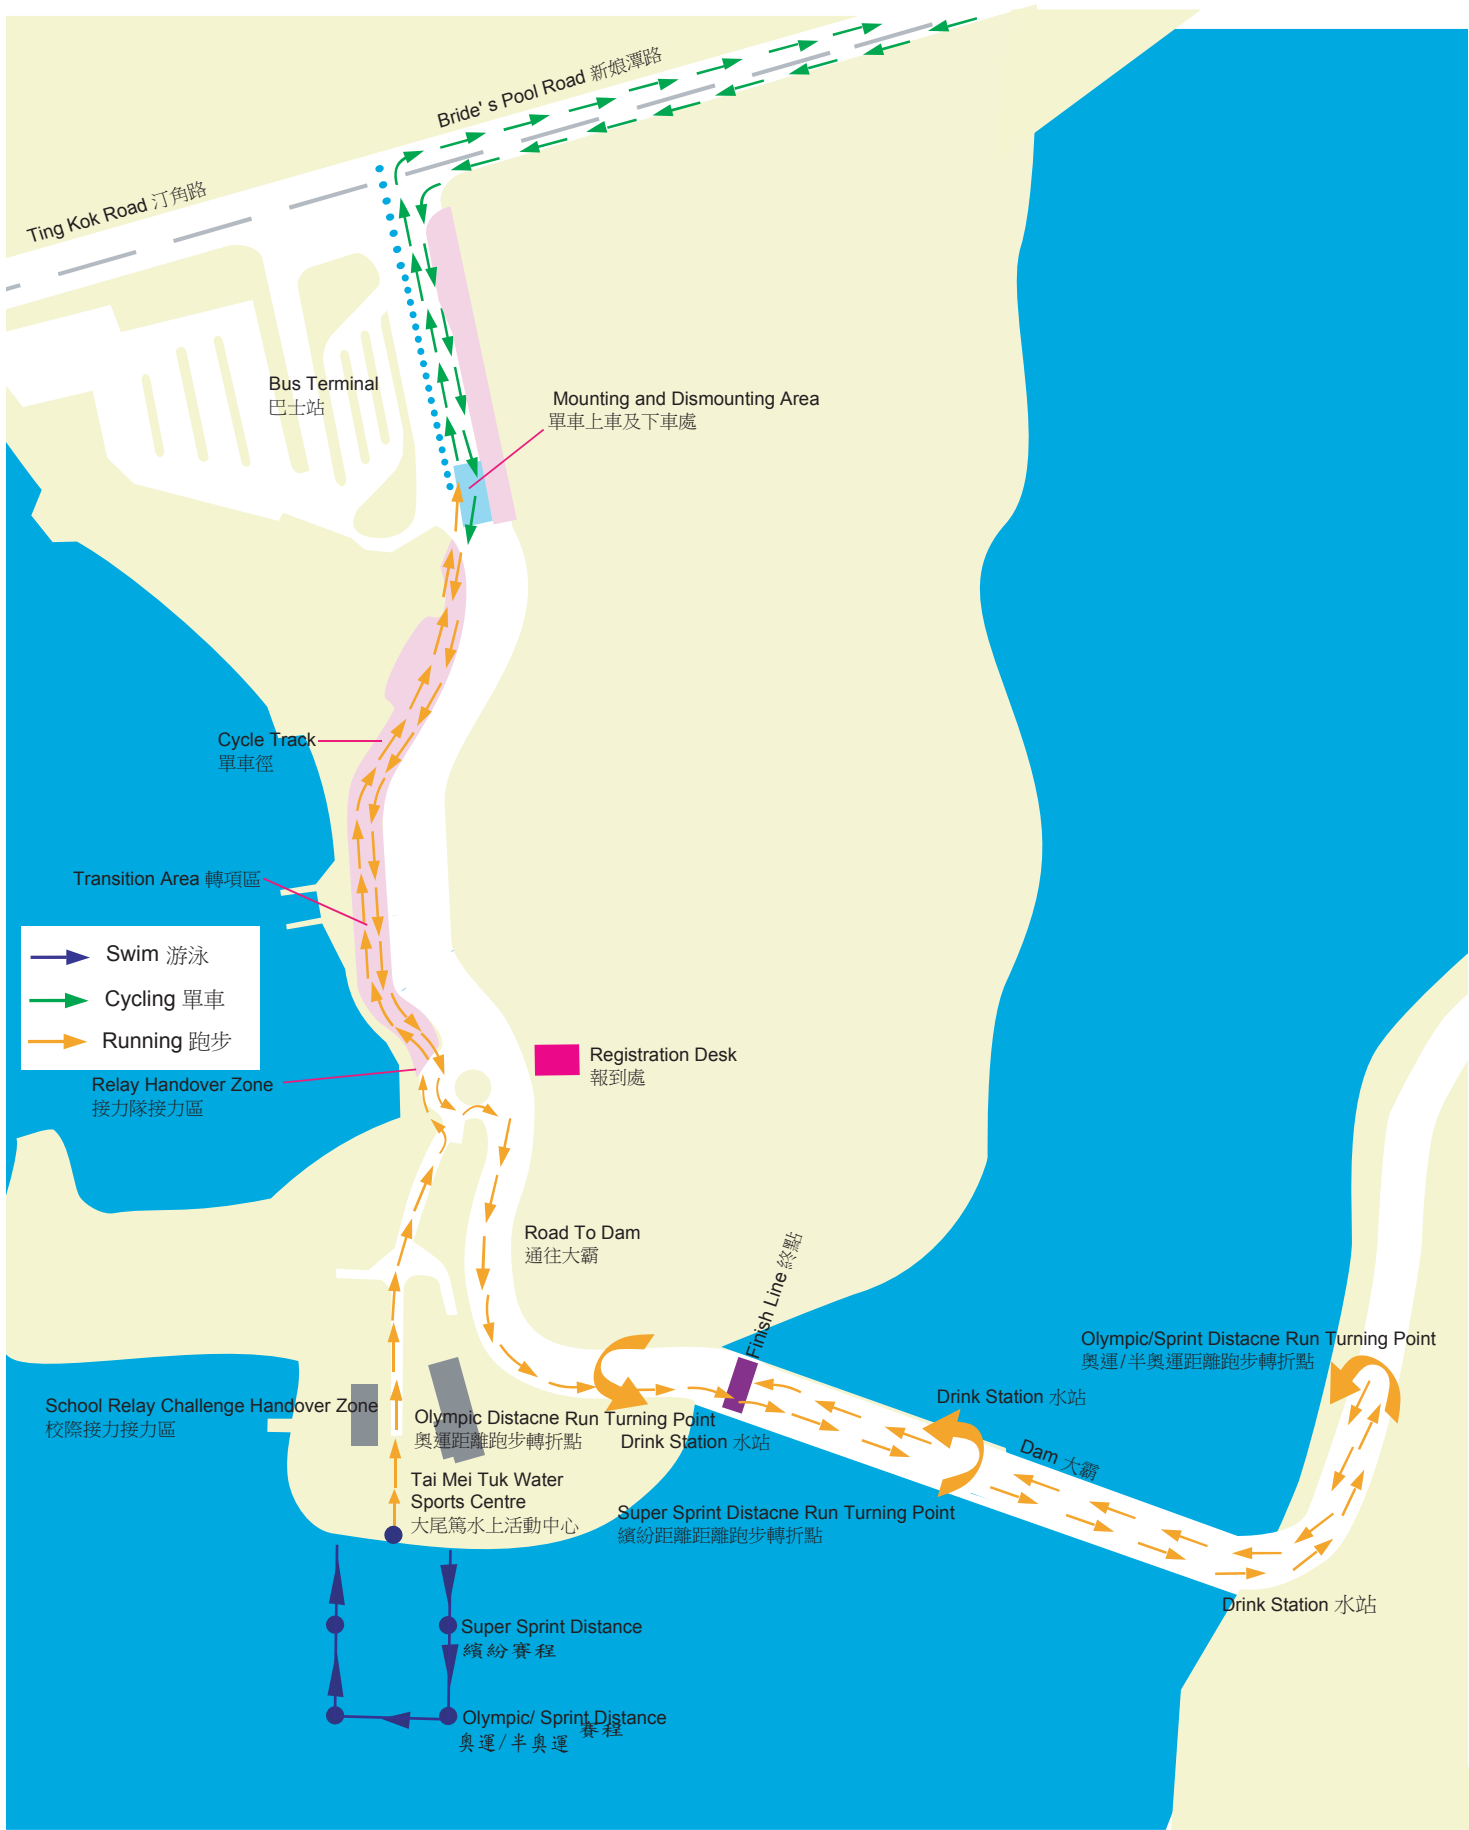 Bride' s Pool Road 新娘潭路
Ting Kok Road 汀角路
Bus Terminal
巴士站
Mounting and Dismounting Area
單車上車及下車處
Cycle Track
單車徑
Transition Area 轉項區
Swim 游泳
Cycling 單車
Running 跑步
Relay Handover Zone
接力隊接力區
Registration Desk
報到處
Road To Dam
通往大霸
Finish Line 終點
Olympic/Sprint Distacne Run Turning Point
奧運/半奧運距離跑步轉折點
School Relay Challenge Handover Zone
校際接力接力區
Olympic Distacne Run Turning Point
奧運距離跑步轉折點
Drink Station 水站
Drink Station 水站
Dam 大霸
Tai Mei Tuk Water
Sports Centre
大尾篤水上活動中心
Super Sprint Distacne Run Turning Point
繽紛距離距離跑步轉折點
Drink Station 水站
Super Sprint Distance
繽紛賽程
Olympic/ Sprint Distance
奧運/半奧運 賽程